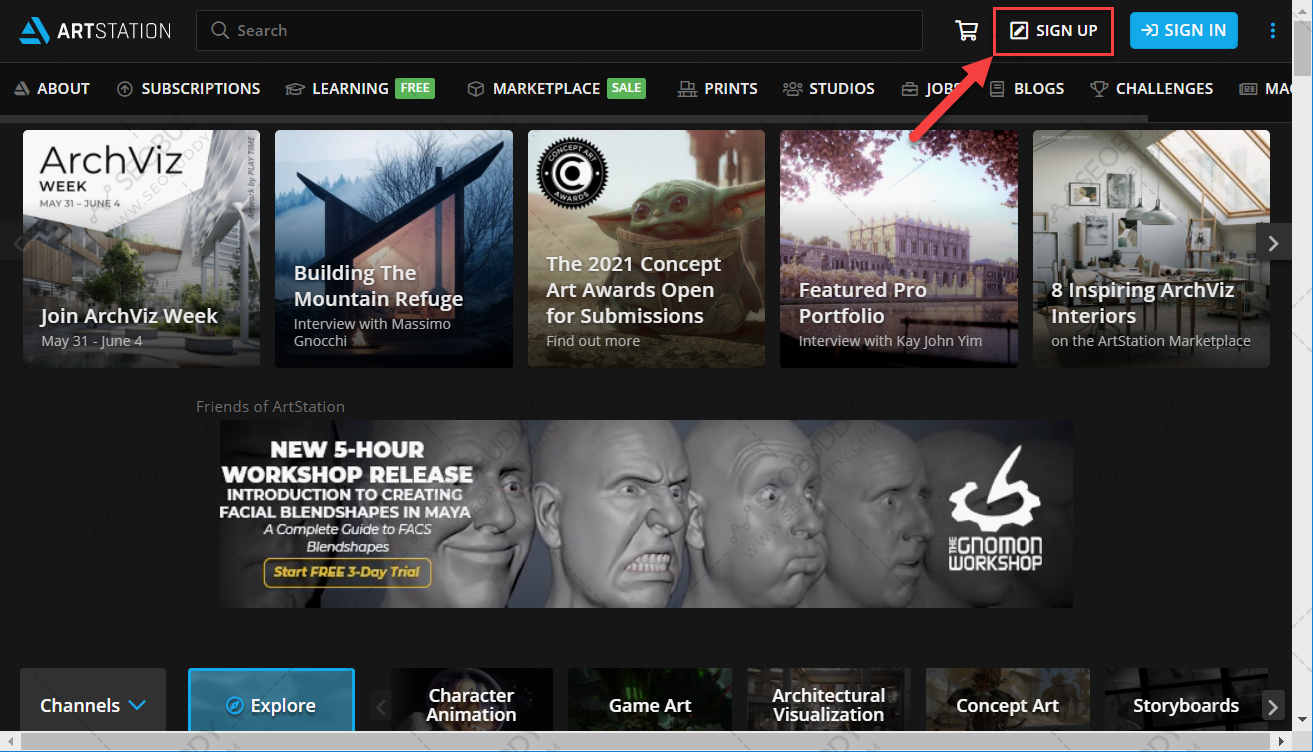 ARTSTATION
Search
SIGN UP
SIGN IN
ABOUT
SUBSCRIPTIONS
LEARNING FREE
MARKETPLACE SALE
PRINTS
STUDIOS
JOBS
BLOGS
CHALLENGES
MAG
ArchViz
WEEK
MAY 31 – JUNE 4
Artwork by PLAY TIME
Join ArchViz Week
May 31 - June 4
Building The
Mountain Refuge
Interview with Massimo
Gnocchi
CONCEPT ART
AWARDS
The 2021 Concept
Art Awards Open
for Submissions
Find out more
Featured Pro
Portfolio
Interview with Kay John Yim
8 Inspiring ArchViz
Interiors
on the ArtStation Marketplace
Friends of ArtStation
NEW 5-HOUR
WORKSHOP RELEASE
INTRODUCTION TO CREATING
FACIAL BLENDSHAPES IN MAYA
A Complete Guide to FACS
Blendshapes
Start FREE 3-Day Trial
THE
GNOMON
WORKSHOP
Channels
Explore
Character
Animation
Game Art
Architectural
Visualization
Concept Art
Storyboards
SEOBUDDY
WWW.SEOBUDDY.COM